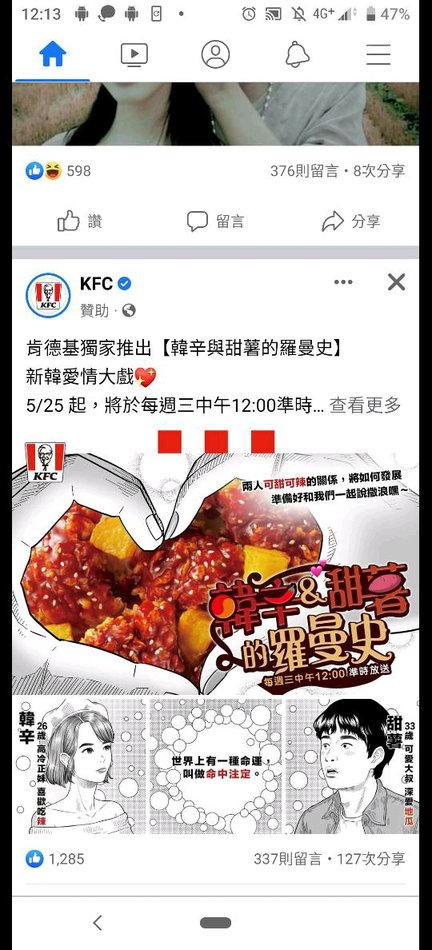 12:13
4G+
47%
598
376則留言・8次分享
讚
留言
分享
KFC
贊助・
肯德基獨家推出【韓辛與甜薯的羅曼史】
新韓愛情大戲💖
5/25 起，將於每週三中午12:00準時... 查看更多
KFC
兩人可甜可辣的關係，將如何發展
準備好和我們一起說撒浪嘿~
韓辛&甜薯
的羅曼史
每週三中午12:00準時放送
韓辛
26歲 高冷正妹 喜歡吃辣
世界上有一種命運，
叫做命中注定。
甜薯
33歲 可愛大叔 深愛地瓜
1,285
337則留言・127次分享